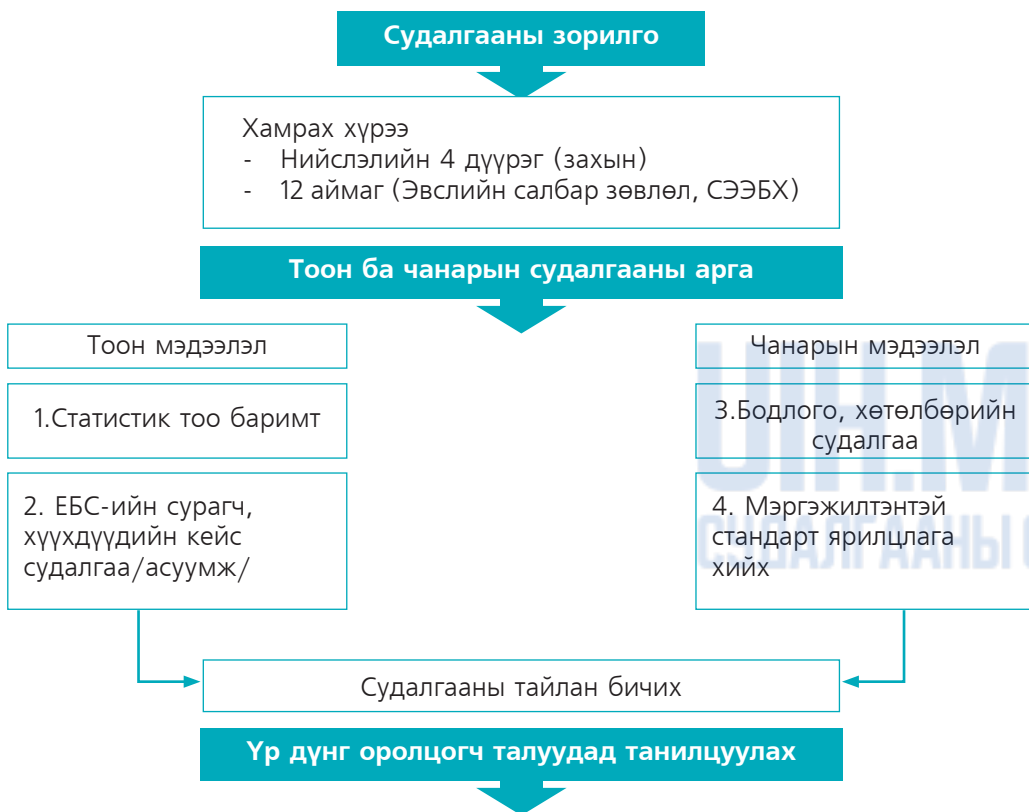 Судалгааны зорилго
Хамрах хүрээ
- Нийслэлийн 4 дүүрэг (захын)
- 12 аймаг (Эвслийн салбар зөвлөл, СЭЭБХ)
Тоон ба чанарын судалгааны арга
Тоон мэдээлэл
1.Статистик тоо баримт
2. ЕБС-ийн сурагч,
хүүхдүүдийн кейс
судалгаа/асуумж/
Чанарын мэдээлэл
3.Бодлого, хөтөлбөрийн
судалгаа
4. Мэргэжилтэнтэй
стандарт ярилцлага
хийх
UIH.M
СУДАЛГААНЫ
Судалгааны тайлан бичих
Үр дүнг оролцогч талуудад танилцуулах